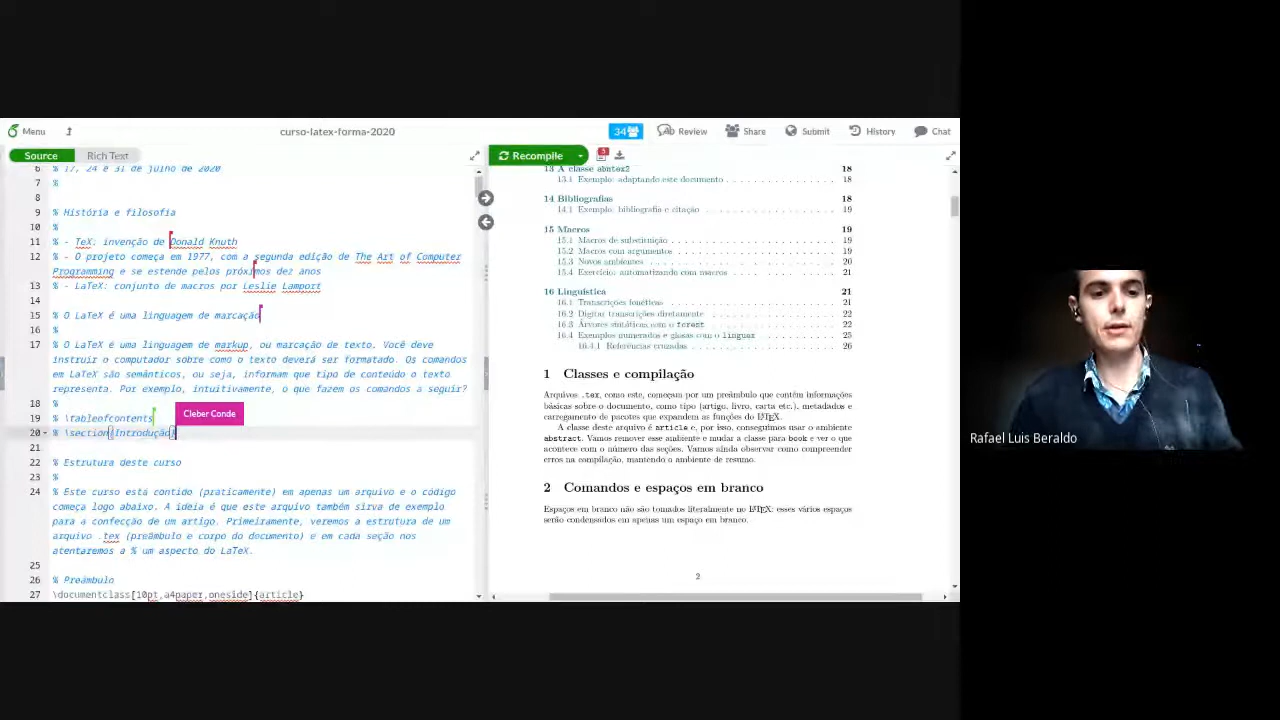 Menu
curso-latex-forma-2020
34
Review
Share
Submit
History
Chat
Source
Rich Text
Recompile
6 % 17, 24 e 31 de julho de 2020
7 %
8
9 % História e filosofia
10 %
11 % - TeX: invenção de Donald Knuth
12 % - O projeto começa em 1977, com a segunda edição de The Art of Computer
Programming e se estende pelos próximos dez anos
13 % - LaTeX: conjunto de macros por Leslie Lamport
14
15 % O LaTeX é uma linguagem de marcação
16 %
17 % O LaTeX é uma linguagem de markup, ou marcação de texto. Você deve
instruir o computador sobre como o texto deverá ser formatado. Os comandos
em LaTeX são semânticos, ou seja, informam que tipo de conteúdo o texto
representa. Por exemplo, intuitivamente, o que fazem os comandos a seguir?
18 %
19 % \tableofcontents
Cleber Conde
20 % \section{Introdução}
21
22 % Estrutura deste curso
23 %
24 % Este curso está contido (praticamente) em apenas um arquivo e o código
começa logo abaixo. A ideia é que este arquivo também sirva de exemplo
para a confecção de um artigo. Primeiramente, veremos a estrutura de um
arquivo .tex (preâmbulo e corpo do documento) e em cada seção nos
atentaremos a % um aspecto do LaTeX.
25
26 % Preâmbulo
27 \documentclass[10pt,a4paper,oneside]{article}
13 A classe abntex2 18
13.1 Exemplo: adaptando este documento 18
14 Bibliografias 18
14.1 Exemplo: bibliografia e citação 19
15 Macros 19
15.1 Macros de substituição 19
15.2 Macros com argumentos 19
15.3 Novos ambientes 20
15.4 Exercício: automatizando com macros 21
16 Linguística 21
16.1 Transcrições fonéticas 21
16.2 Digitar transcrições diretamente 22
16.3 Árvores sintáticas com o forest 22
16.4 Exemplos numerados e glosas com o linguex 25
16.4.1 Referências cruzadas 26
1 Classes e compilação
Arquivos .tex, como este, começam por um preâmbulo que contém informações
básicas sobre o documento, como tipo (artigo, livro, carta etc.), metadados e
carregamento de pacotes que expandem as funções do LATEX.
A classe deste arquivo é article e, por isso, conseguimos usar o ambiente
abstract. Vamos remover esse ambiente e mudar a classe para book e ver o que
acontece com o número das seções. Vamos ainda observar como compreender
erros na compilação, mantendo o ambiente de resumo.
2 Comandos e espaços em branco
Espaços em branco não são tomados literalmente no LATEX: esses vários espaços
serão condensados em apenas um espaço em branco.
2
Rafael Luis Beraldo